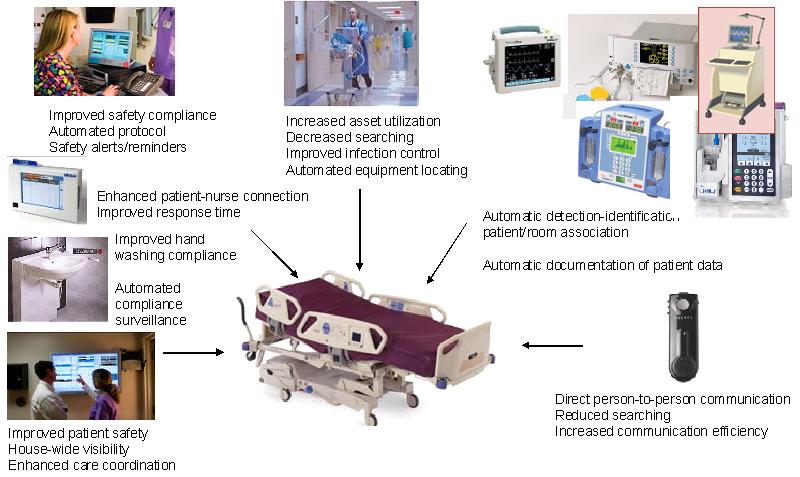 Improved safety compliance
Automated protocol
Safety alerts/reminders
Increased asset utilization
Decreased searching
Improved infection control
Automated equipment locating
Enhanced patient-nurse connection
Improved response time
Improved hand
washing compliance
Automated
compliance
surveillance
Automatic detection-identification
patient/room association
Automatic documentation of patient data
Improved patient safety
House-wide visibility
Enhanced care coordination
Direct person-to-person communication
Reduced searching
Increased communication efficiency